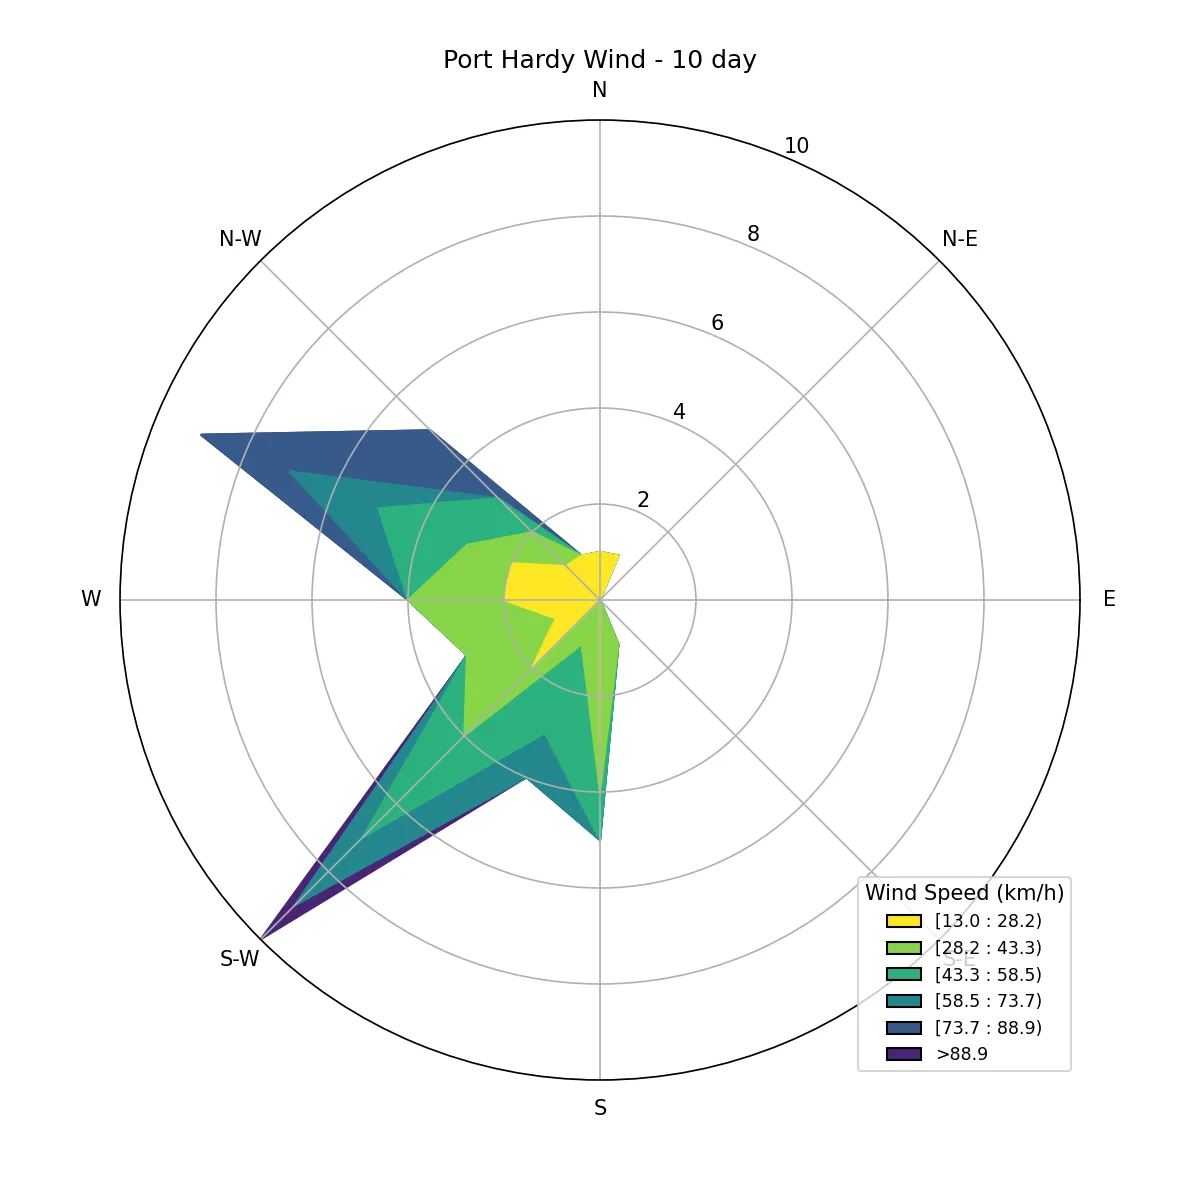 Port Hardy Wind - 10 day
N
10
N-W
N-E
8
6
4
2
W
E
S-W
S-E
S
Wind Speed (km/h)
[13.0 : 28.2)
[28.2 : 43.3)
[43.3 : 58.5)
[58.5 : 73.7)
[73.7 : 88.9)
>88.9